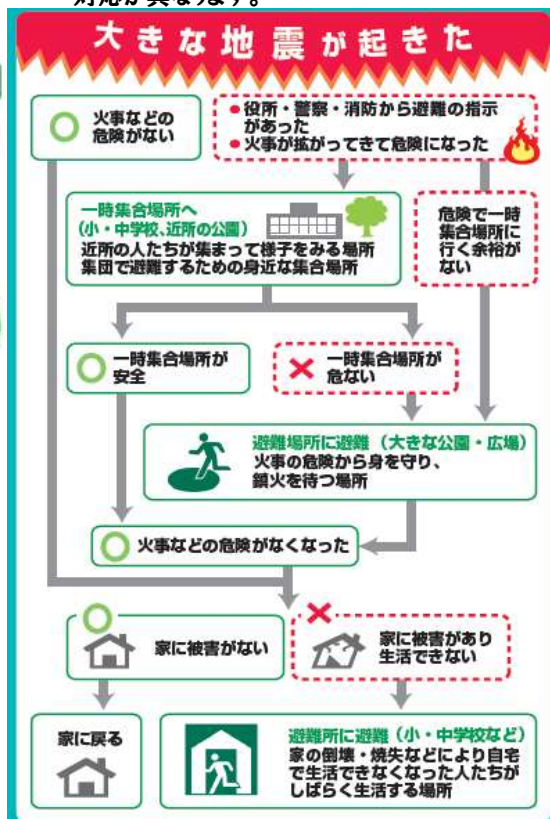 対応が異なります。
大きな地震が起きた
火事などの
危険がない
●役所・警察・消防から避難の指示
があった
●火事が拡がってきて危険になった
一時集合場所へ
(小・中学校、近所の公園)
近所の人たちが集まって様子をみる場所
集団で避難するための身近な集合場所
危険で一時
集合場所に
行く余裕が
ない
一時集合場所が
安全
一時集合場所が
危ない
避難場所に避難(大きな公園・広場)
火事の危険から身を守り、
鎮火を待つ場所
火事などの危険がなくなった
家に被害がない
家に被害があり
生活できない
家に戻る
避難所に避難(小・中学校など)
家の倒壊・焼失などにより自宅
で生活できなくなった人たちが
しばらく生活する場所